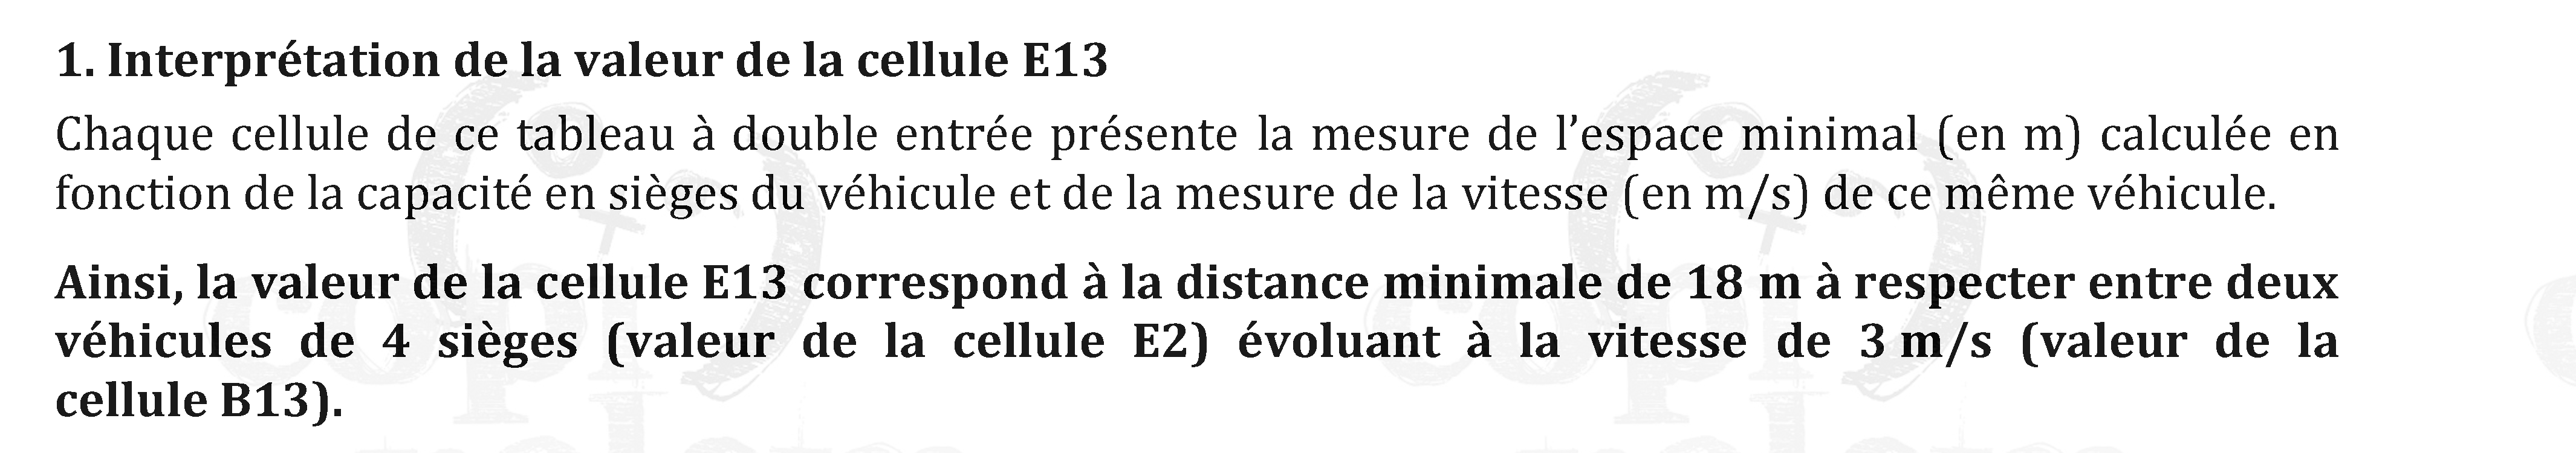 1. Interprétation de la valeur de la cellule E13
Chaque cellule de ce tableau à double entrée présente la mesure de l’espace minimal (en m) calculée en
fonction de la capacité en sièges du véhicule et de la mesure de la vitesse (en m/s) de ce même véhicule.
Ainsi, la valeur de la cellule E13 correspond à la distance minimale de 18 m à respecter entre deux
véhicules de 4 sièges (valeur de la cellule E2) évoluant à la vitesse de 3 m/s (valeur de la
cellule B13).